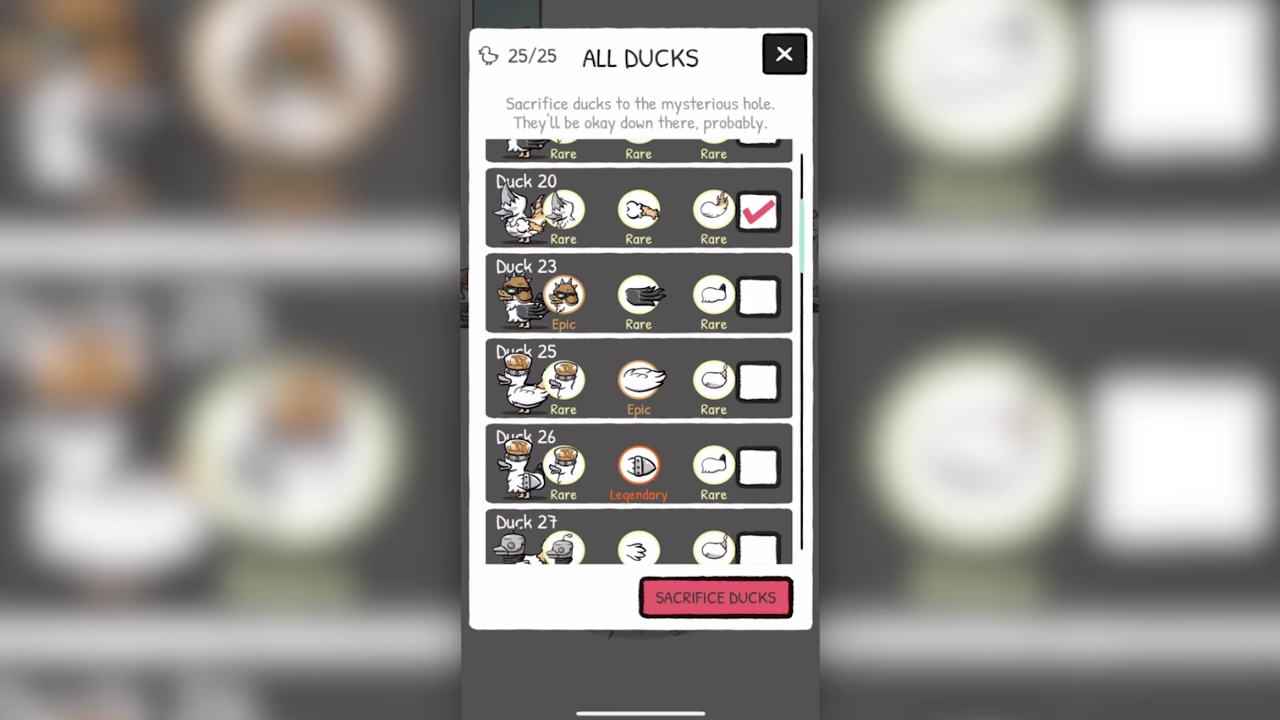 25/25 ALL DUCKS
Sacrifice ducks to the mysterious hole.
They'll be okay down there, probably.
Rare Rare Rare
Duck 20
Rare Rare Rare
Duck 23
Epic Rare Rare
Duck 25
Rare Epic Rare
Duck 26
Rare Legendary Rare
Duck 27
SACRIFICE DUCKS